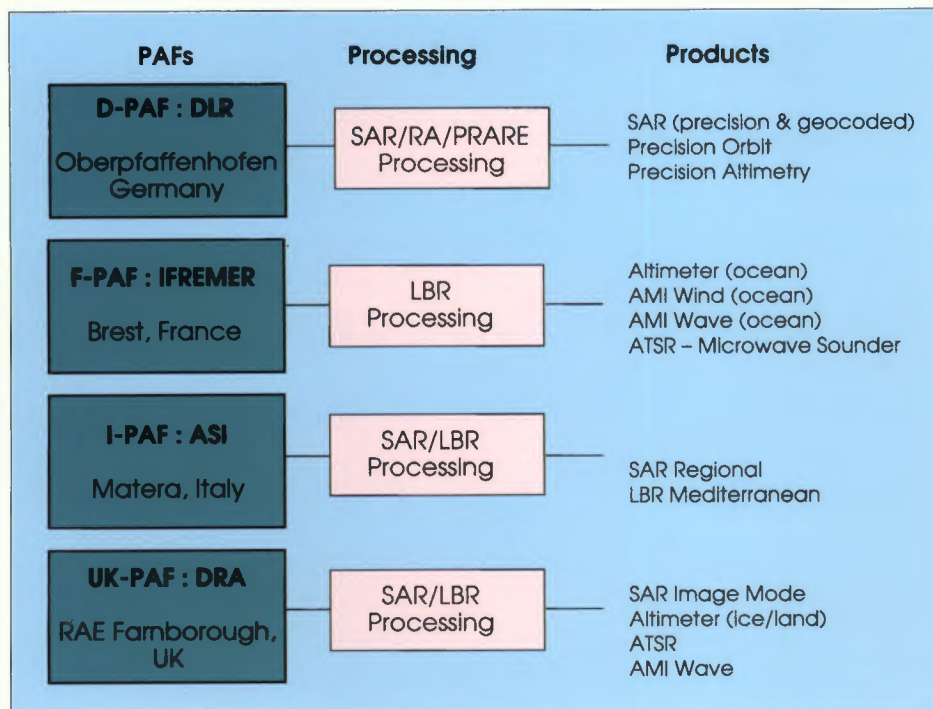 PAFs
Processing
Products
D-PAF : DLR
Oberpfaffenhofen
Germany
SAR/RA/PRARE
Processing
SAR (precision & geocoded)
Precision Orbit
Precision Altimetry
F-PAF : IFREMER
Brest, France
LBR
Processing
Altimeter (ocean)
AMI Wind (ocean)
AMI Wave (ocean)
ATSR – Microwave Sounder
I-PAF : ASI
Matera, Italy
SAR/LBR
Processing
SAR Regional
LBR Mediterranean
UK-PAF : DRA
RAE Farnborough,
UK
SAR/LBR
Processing
SAR Image Mode
Altimeter (ice/land)
ATSR
AMI Wave